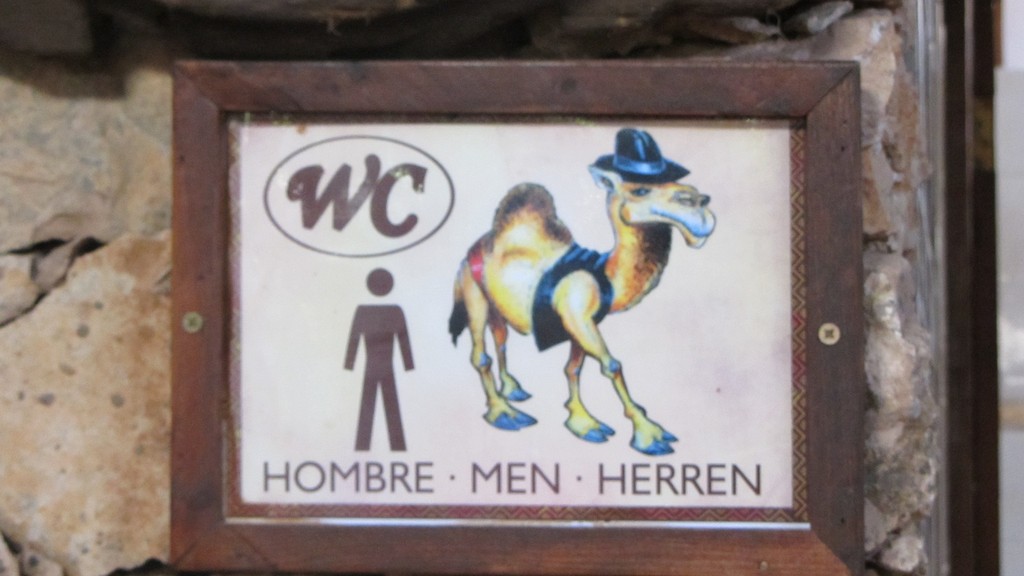 WC
HOMBRE · MEN · HERREN